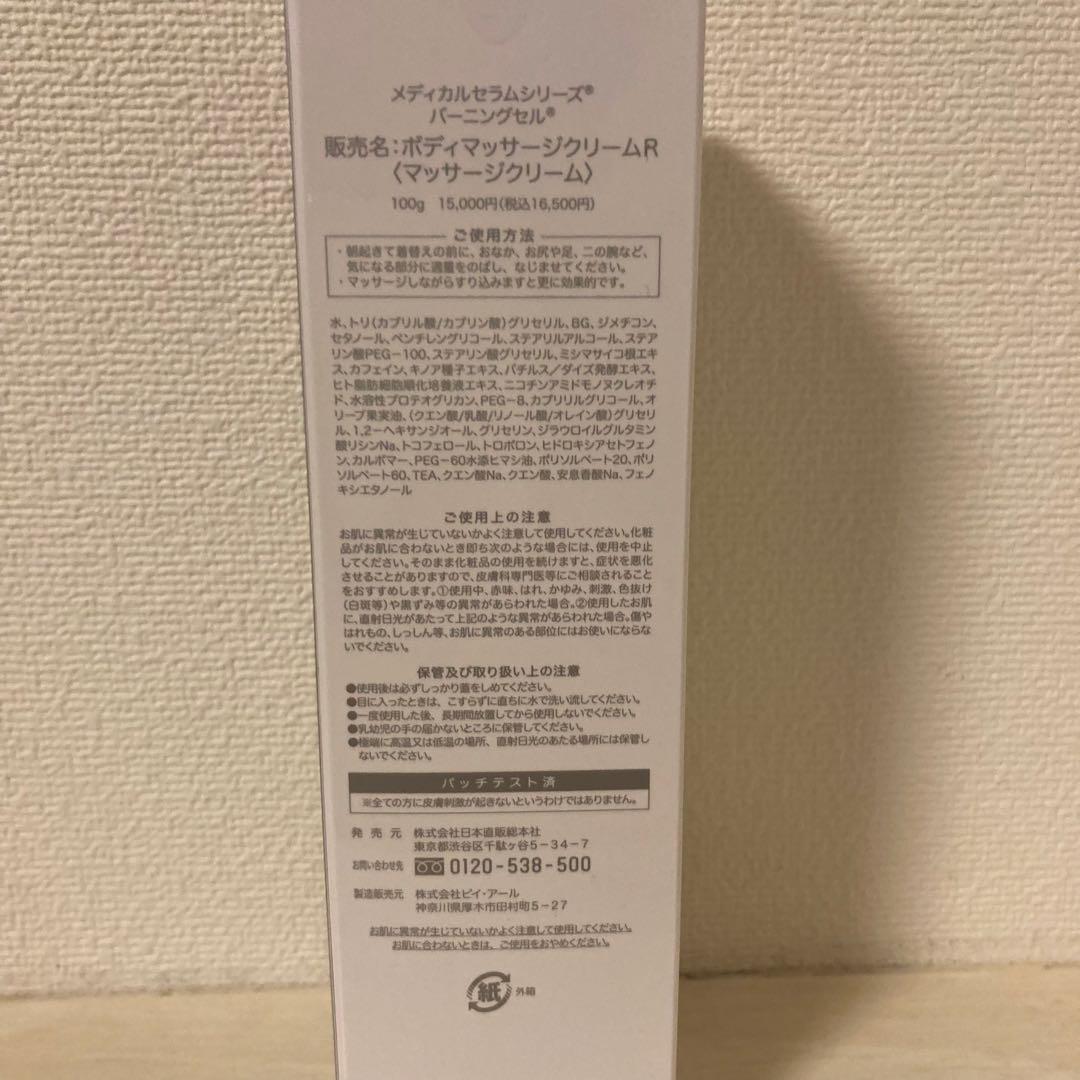 メディカルセラムシリーズ®
バーニングセル®
販売名:ボディマッサージクリームR
〈マッサージクリーム〉
100g 15,000円(税込16,500円)
ご使用方法
・朝起きて着替えの前に、おなか、お尻や足、二の腕など、
気になる部分に適量をのばし、なじませてください。
・マッサージしながらすり込みますと更に効果的です。
水、トリ(カプリル酸/カプリン酸)グリセリル、BG、ジメチコン、
セタノール、ペンチレングリコール、ステアリルアルコール、ステア
リン酸PEG-100、ステアリン酸グリセリル、ミシマサイコ根エキ
ス、カフェイン、キノア種子エキス、バチルス/ダイズ発酵エキス、
ヒト脂肪細胞順化培養液エキス、ニコチンアミドモノヌクレオチ
ド、水溶性プロテオグリカン、PEG-8、カプリリルグリコール、オ
リーブ果実油、(クエン酸/乳酸/リノール酸/オレイン酸)グリセリ
ル、1,2-ヘキサンジオール、グリセリン、ジラウロイルグルタミン
酸リシンNa、トコフェロール、トロポロン、ヒドロキシアセトフェノ
ン、カルボマー、PEG-60水添ヒマシ油、ポリソルベート20、ポリ
ソルベート60、TEA、クエン酸Na、クエン酸、安息香酸Na、フェノ
キシエタノール
ご使用上の注意
お肌に異常が生じていないかよく注意して使用してください。化粧
品がお肌に合わないとき即ち次のような場合には、使用を中止
してください。そのまま化粧品の使用を続けますと、症状を悪化
させることがありますので、皮膚科専門医等にご相談されること
をおすすめします。①使用中、赤味、はれ、かゆみ、刺激、色抜け
(白斑等)や黒ずみ等の異常があらわれた場合。②使用したお肌
に、直射日光があたって上記のような異常があらわれた場合。傷や
はれもの、しっしん等、お肌に異常のある部位にはお使いにならな
いでください。
保管及び取り扱い上の注意
●使用後は必ずしっかり蓋をしめてください。
●目に入ったときは、こすらずに直ちに水で洗い流してください。
●一度使用した後、長期間放置してから使用しないでください。
●乳幼児の手の届かないところに保管してください。
●極端に高温又は低温の場所、直射日光のあたる場所には保管し
ないでください。
パッチテスト済
※全ての方に皮膚刺激が起きないというわけではありません。
発売元 株式会社日本直販総本社
東京都渋谷区千駄ヶ谷5-34-7
お問い合わせ先 0120-538-500
製造販売元 株式会社ピイ・アール
神奈川県厚木市田村町5-27
お肌に異常が生じていないかよく注意して使用してください。
お肌に合わないときは、ご使用をおやめください。
紙 外箱